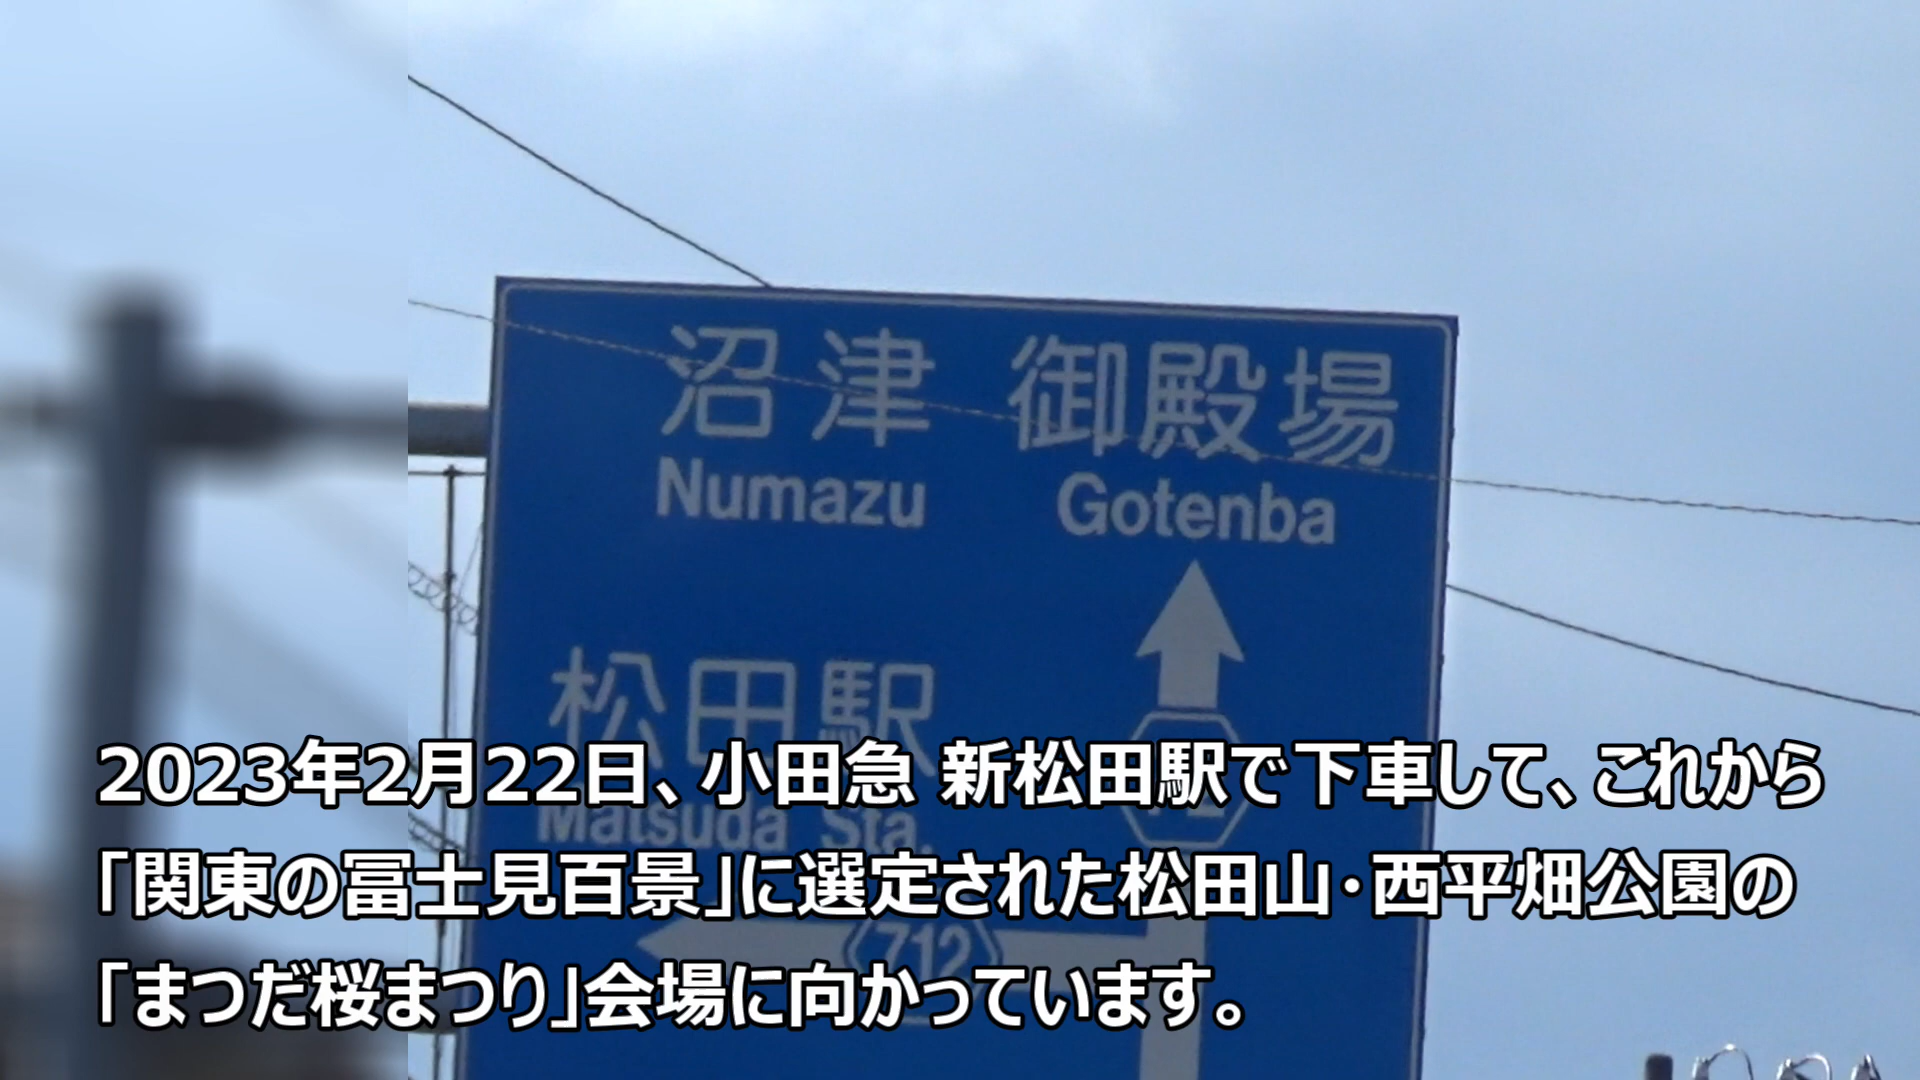 沼津 御殿場
Numazu Gotenba
松田駅
Matsuda Sta.
712
2023年2月22日、小田急 新松田駅で下車して、これから
「関東の冨士見百景」に選定された松田山・西平畑公園の
「まつだ桜まつり」会場に向かっています。